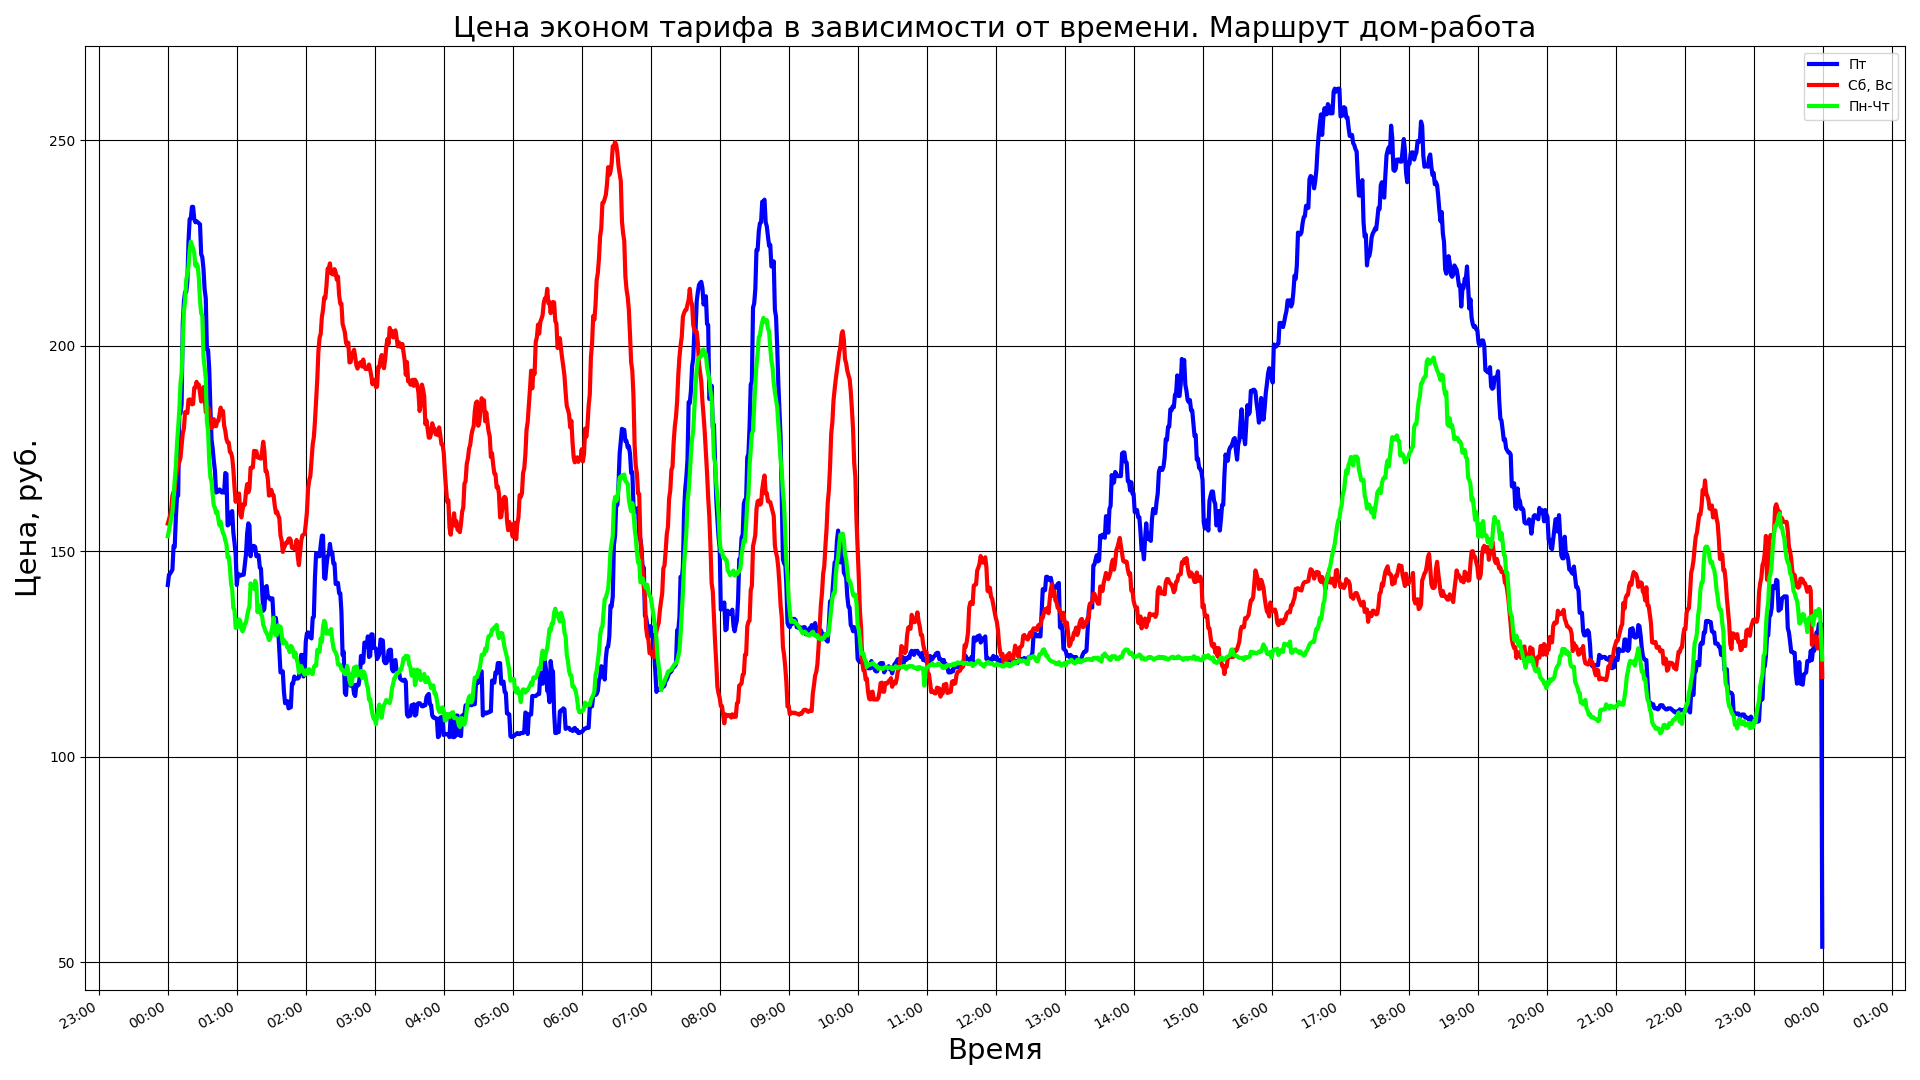 Цена эконом тарифа в зависимости от времени. Маршрут дом-работа
Пт
Сб, Вс
Пн-Чт
Цена, руб.
250
200
150
100
50
23:00 00:00 01:00 02:00 03:00 04:00 05:00 06:00 07:00 08:00 09:00 10:00 11:00 12:00 13:00 14:00 15:00 16:00 17:00 18:00 19:00 20:00 21:00 22:00 23:00 00:00 01:00
Время